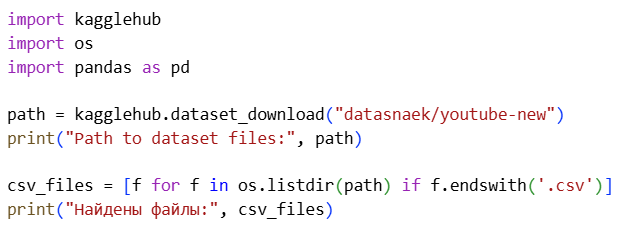 import kagglehub
import os
import pandas as pd
path = kagglehub.dataset_download("datasnaek/youtube-new")
print("Path to dataset files:", path)
csv_files = [f for f in os.listdir(path) if f.endswith('.csv')]
print("Найдены файлы:", csv_files)